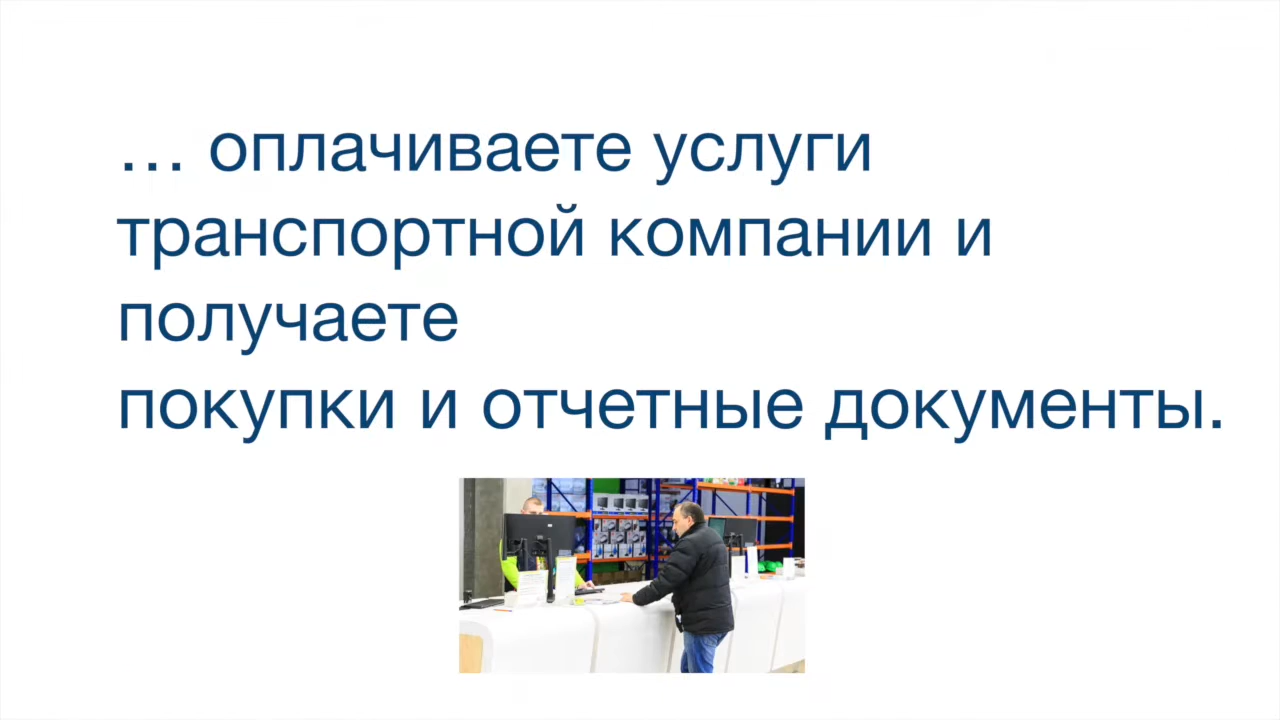 … оплачиваете услуги
транспортной компании и
получаете
покупки и отчетные документы.